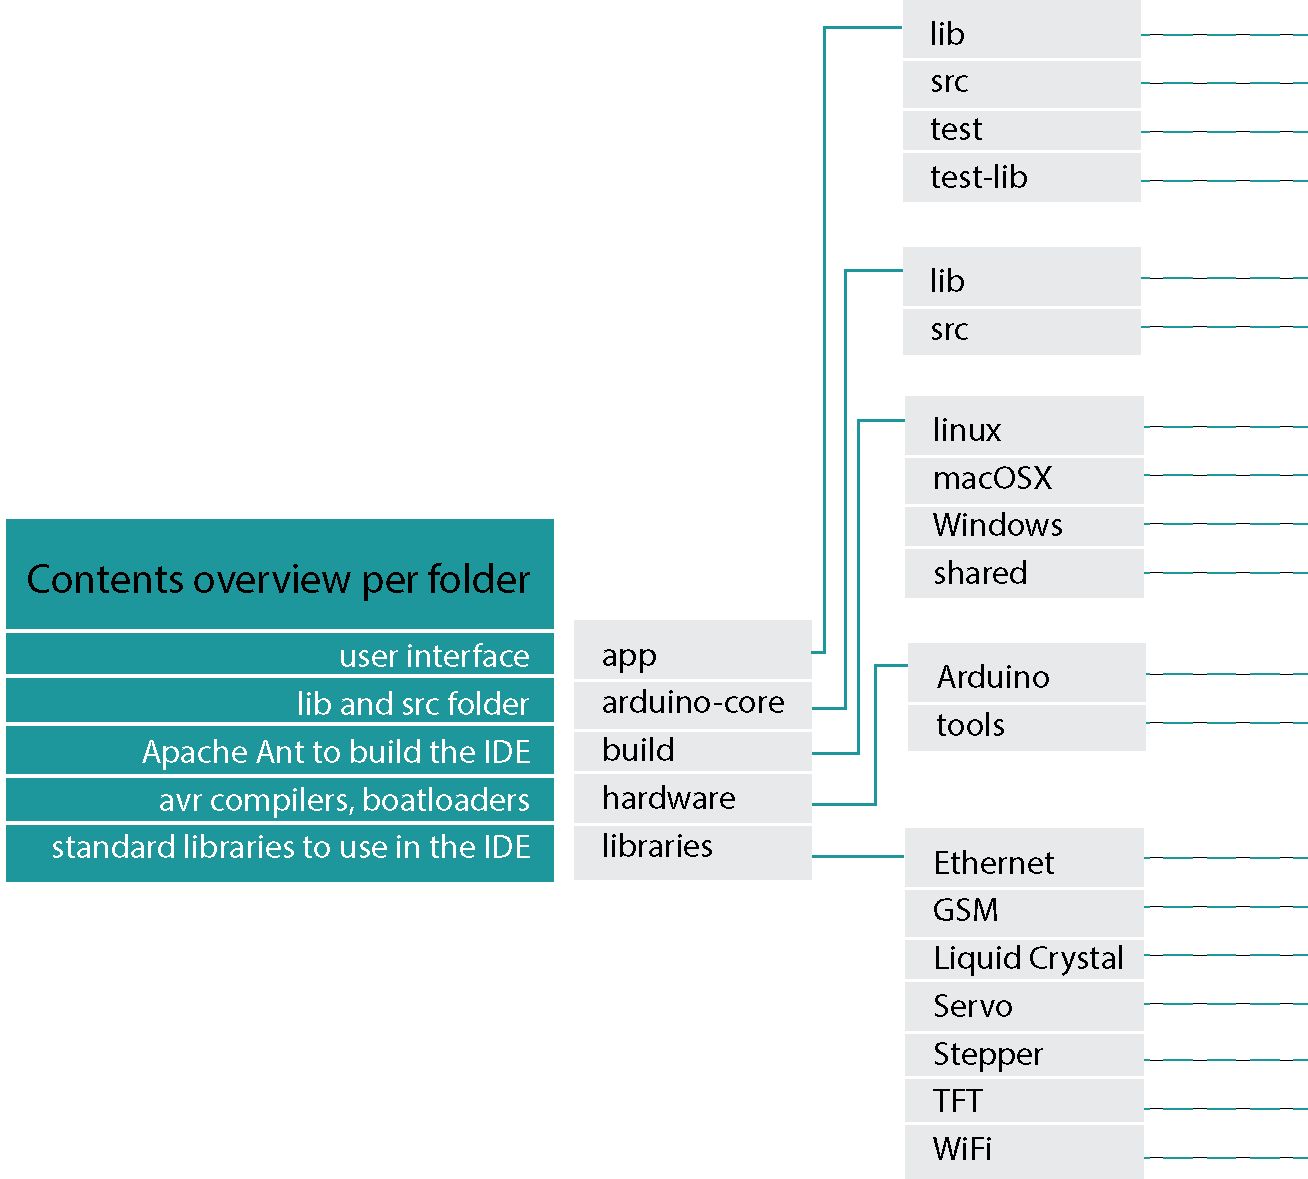 lib
src
test
test-lib
lib
src
linux
macOSX
Windows
shared
Contents overview per folder
user interface
lib and src folder
Apache Ant to build the IDE
avr compilers, boatloaders
standard libraries to use in the IDE
app
arduino-core
build
hardware
libraries
Arduino
tools
Ethernet
GSM
Liquid Crystal
Servo
Stepper
TFT
WiFi